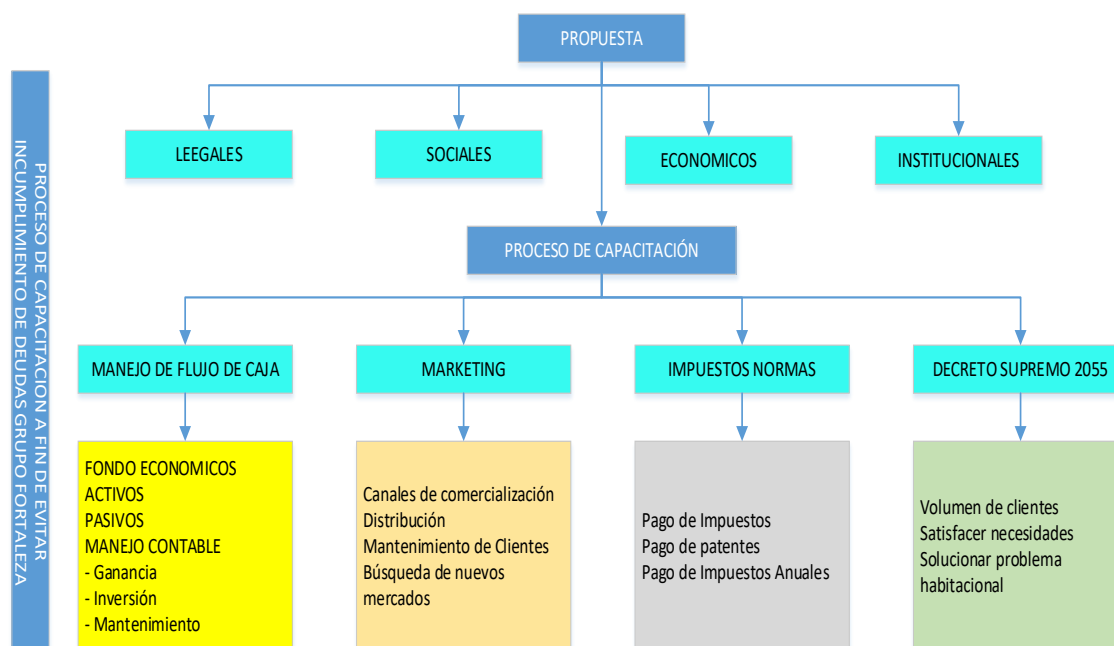 PROPUESTA
LEEGALES
SOCIALES
ECONOMICOS
INSTITUCIONALES
PROCESO DE CAPACITACIÓN
PROCESO DE CAPACITACION A FIN DE EVITAR
INCUMPLIMIENTO DE DEUDAS GRUPO FORTALEZA
MANEJO DE FLUJO DE CAJA
MARKETING
IMPUESTOS NORMAS
DECRETO SUPREMO 2055
FONDO ECONOMICOS
ACTIVOS
PASIVOS
MANEJO CONTABLE
- Ganancia
- Inversión
- Mantenimiento
Canales de comercialización
Distribución
Mantenimiento de Clientes
Búsqueda de nuevos
mercados
Pago de Impuestos
Pago de patentes
Pago de Impuestos Anuales
Volumen de clientes
Satisfacer necesidades
Solucionar problema
habitacional